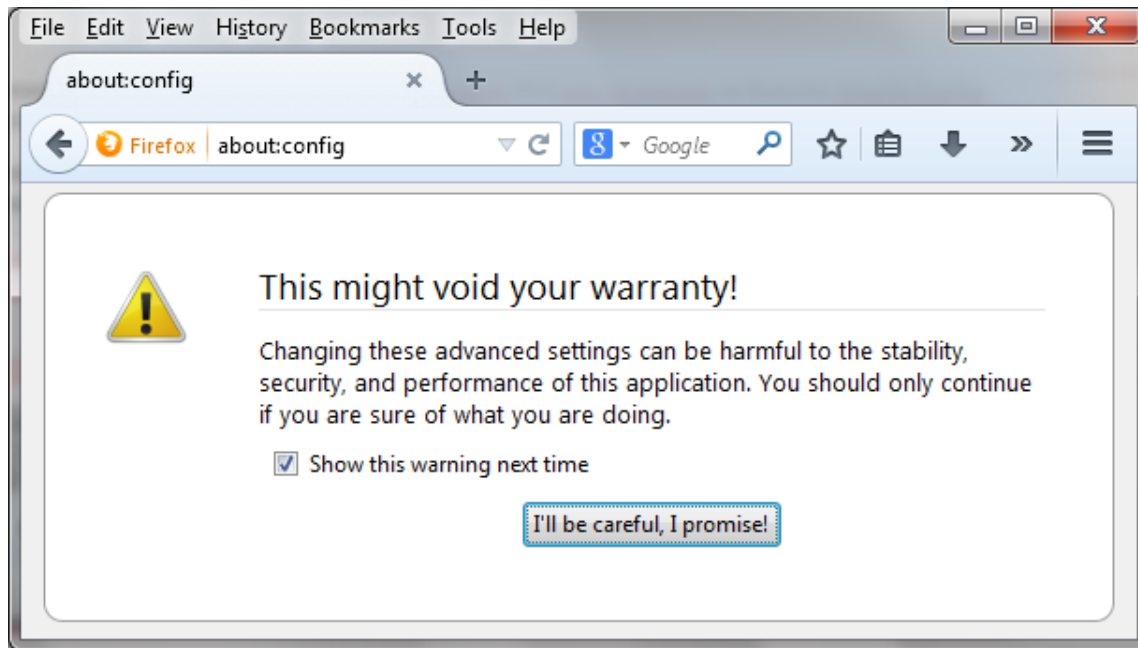 File Edit View History Bookmarks Tools Help
about:config
Firefox about:config Google
This might void your warranty!
Changing these advanced settings can be harmful to the stability,
security, and performance of this application. You should only continue
if you are sure of what you are doing.
Show this warning next time
I'll be careful, I promise!